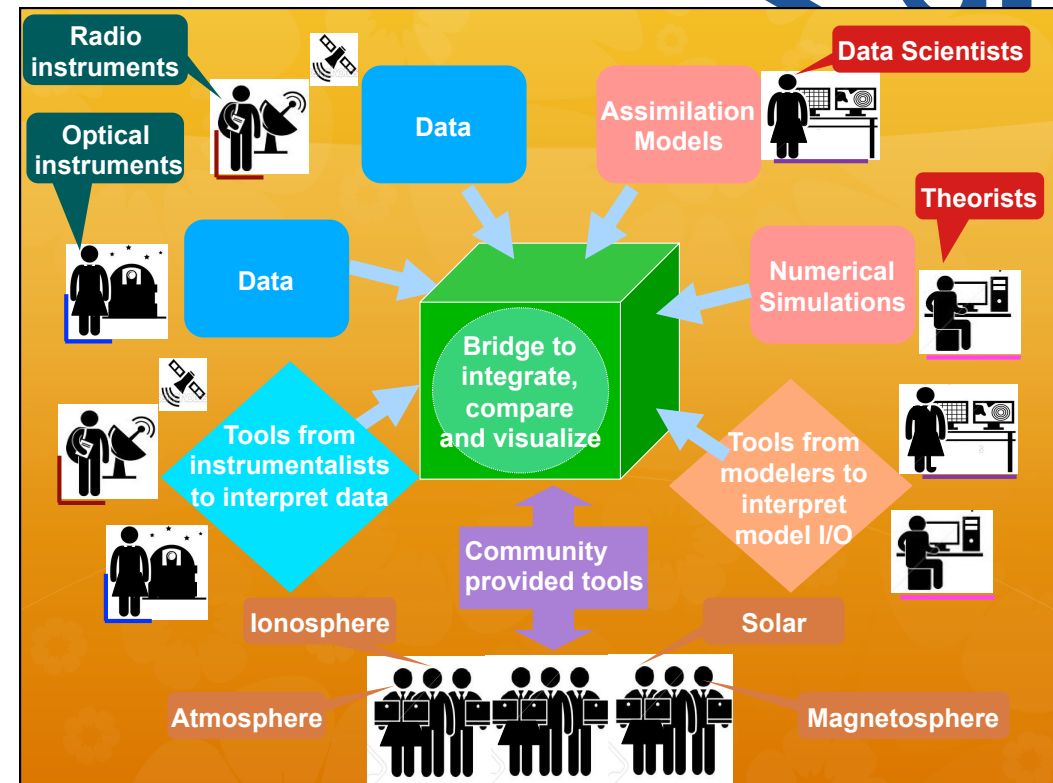 Radio
instruments
Data
Assimilation
Models
Data Scientists
Optical
instruments
Theorists
Data
Numerical
Simulations
Bridge to
integrate,
compare
and visualize
Tools from
instrumentalists
to interpret data
Tools from
modelers to
interpret
model I/O
Community
provided tools
Ionosphere
Solar
Atmosphere
Magnetosphere